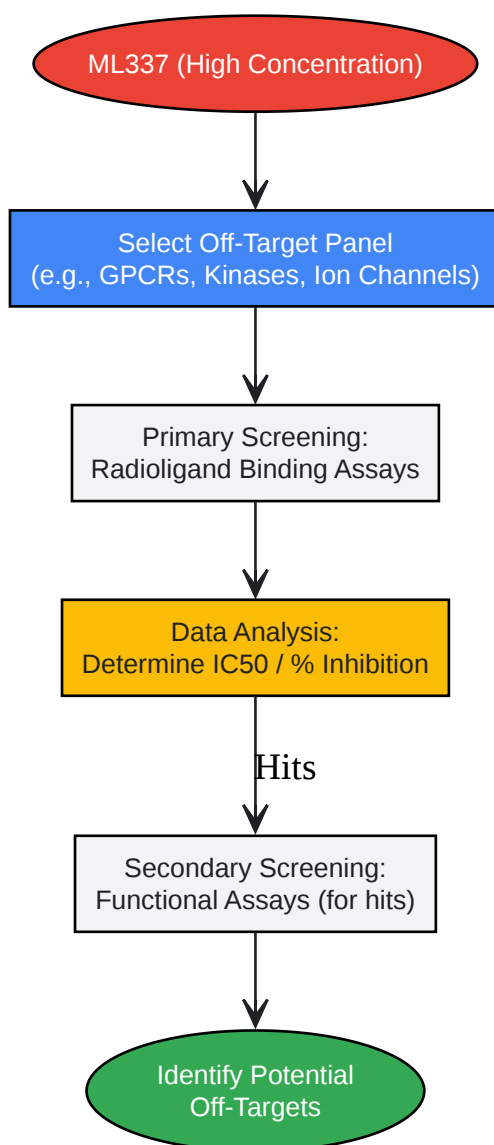 ML337 (High Concentration)
Select Off-Target Panel
(e.g., GPCRs, Kinases, Ion Channels)
Primary Screening:
Radioligand Binding Assays
Data Analysis:
Determine IC50 / % Inhibition
Hits
Secondary Screening:
Functional Assays (for hits)
Identify Potential
Off-Targets